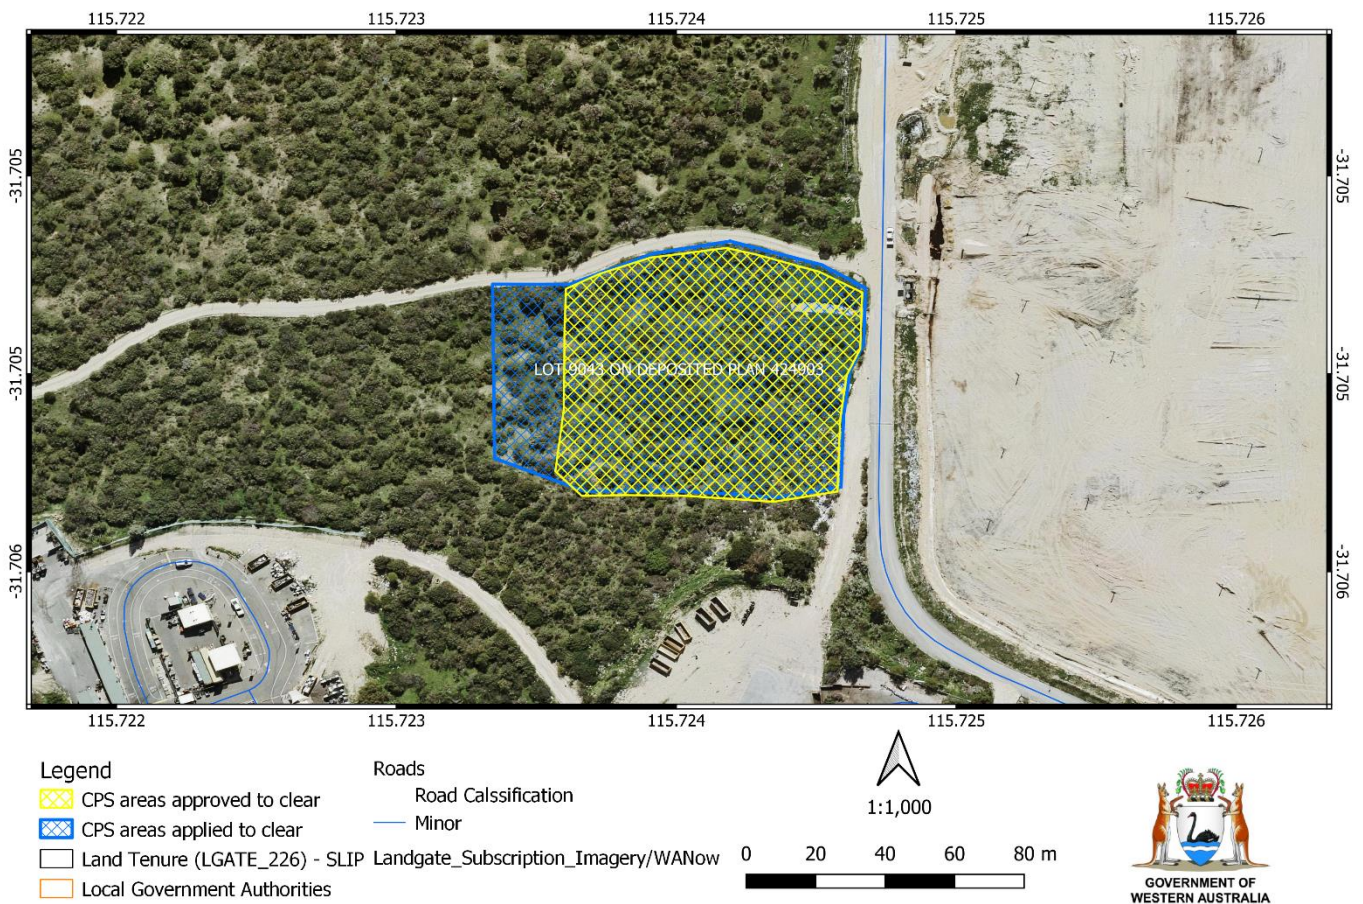 115.722 115.723 115.724 115.725 115.726
-31.705 -31.705
LOT 9043 ON DEPOSITED PLAN 424903
-31.705 -31.705
-31.706 -31.706
115.722 115.723 115.724 115.725 115.726
Legend
CPS areas approved to clear
CPS areas applied to clear
Land Tenure (LGATE_226) - SLIP
Local Government Authorities
Roads
Road Calssification
Minor
Landgate_Subscription_Imagery/WANow
1:1,000
0 20 40 60 80 m
GOVERNMENT OF
WESTERN AUSTRALIA